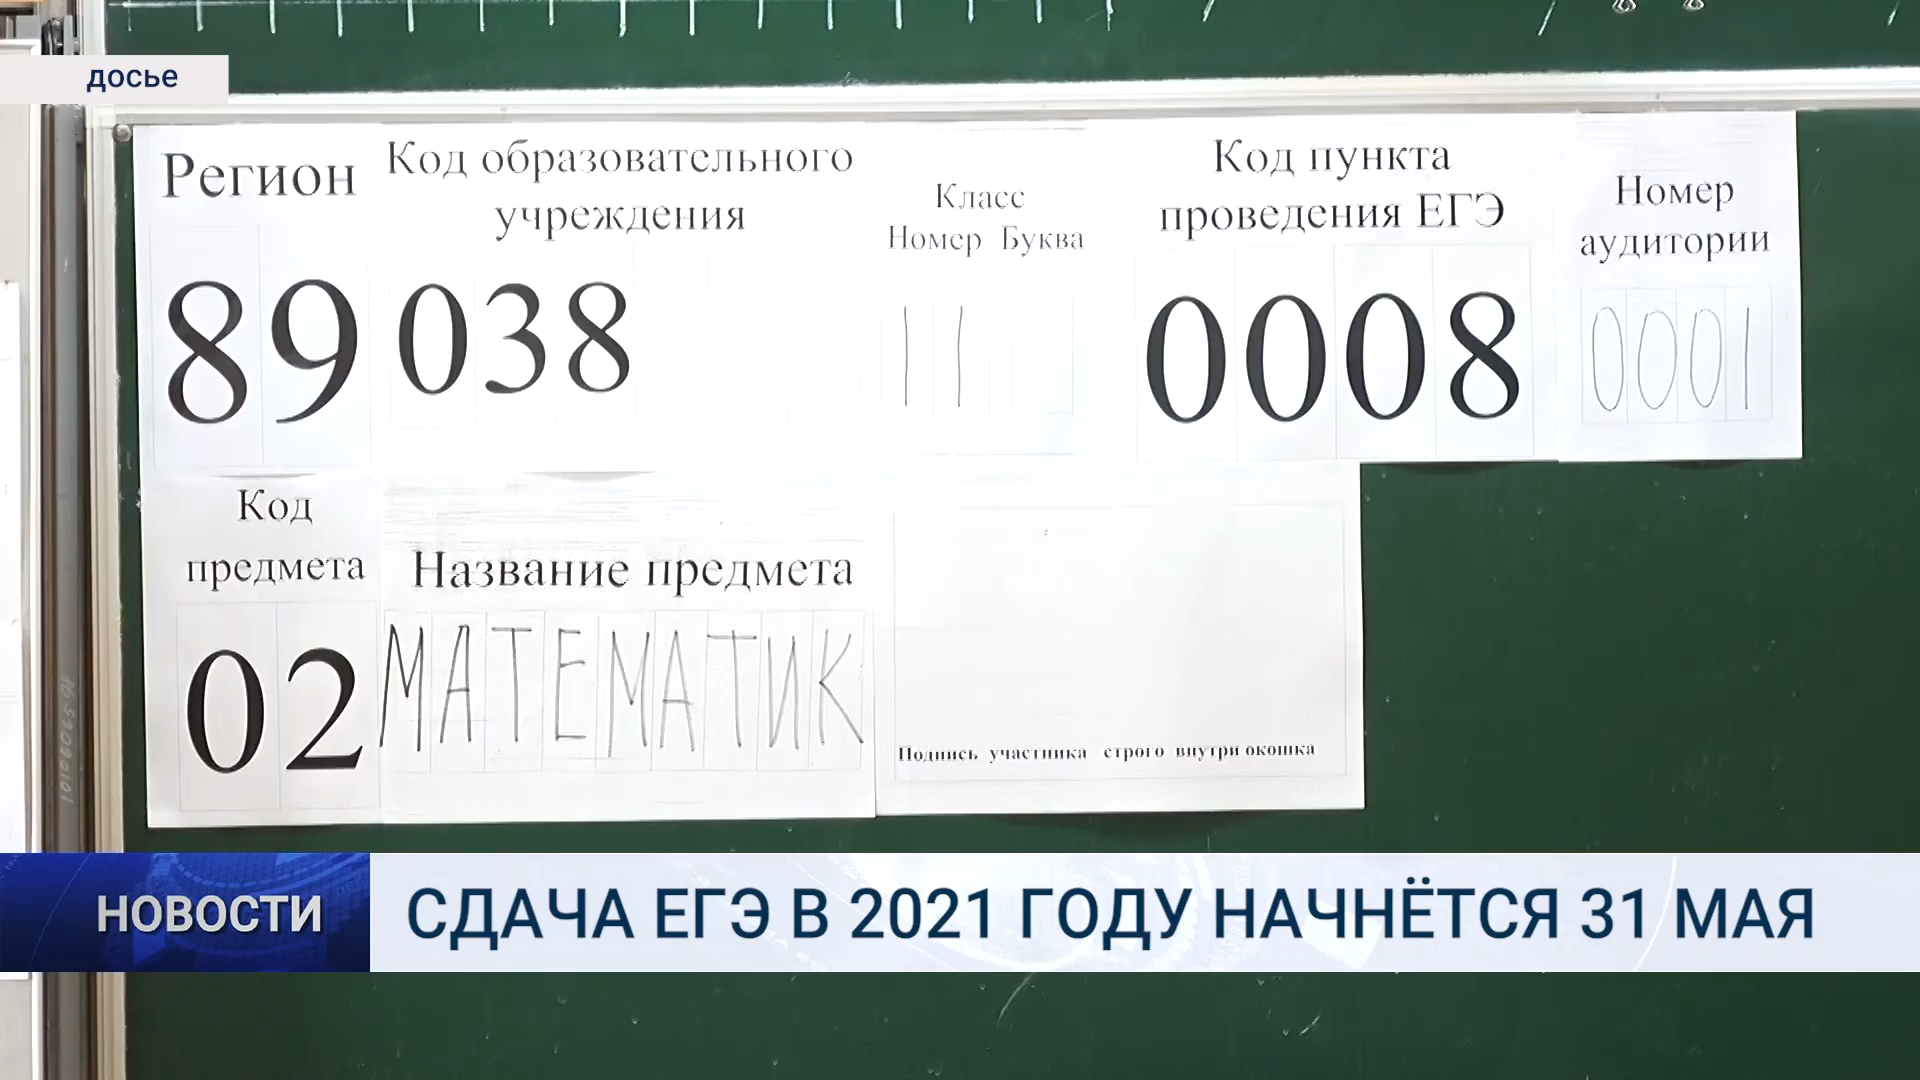 досье
Регион
Код образовательного
учреждения
Класс
Номер Буква
Код пункта
проведения ЕГЭ
Номер
аудитории
89
038
11
0008
0001
Код
предмета
Название предмета
02
МАТЕМАТИК
Подпись участника строго внутри окошка
НОВОСТИ
СДАЧА ЕГЭ В 2021 ГОДУ НАЧНЁТСЯ 31 МАЯ